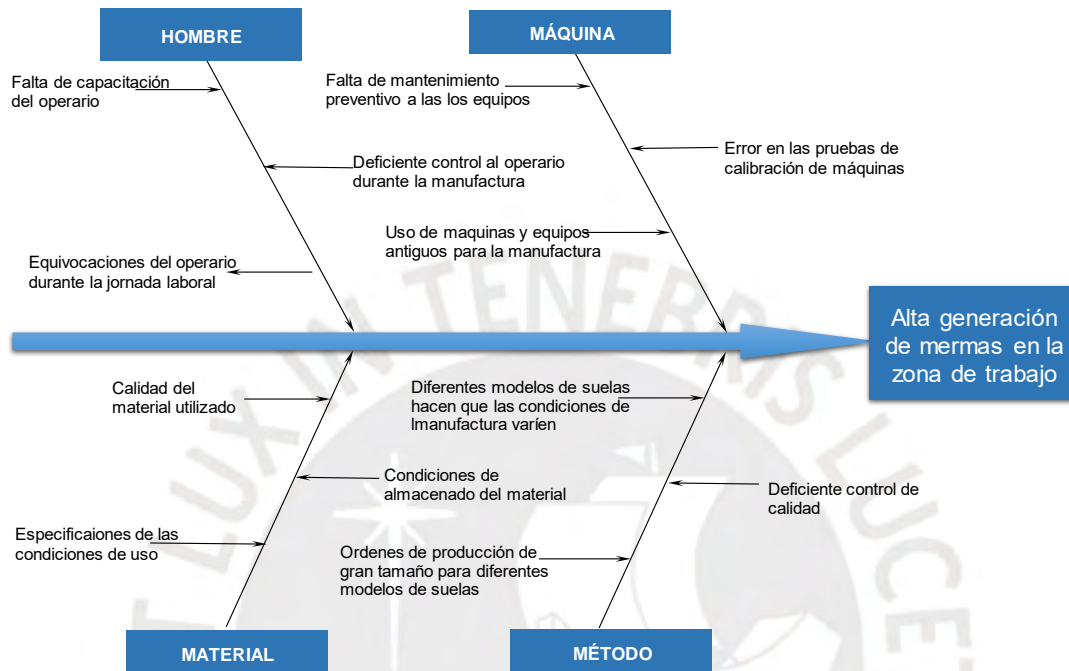 HOMBRE
MÁQUINA
Falta de capacitación
del operario
Falta de mantenimiento
preventivo a las los equipos
Error en las pruebas de
calibración de máquinas
Deficiente control al operario
durante la manufactura
Uso de maquinas y equipos
antiguos para la manufactura
Equivocaciones del operario
durante la jornada laboral
Alta generación
de mermas en la
zona de trabajo
Calidad del
material utilizado
Diferentes modelos de suelas
hacen que las condiciones de
lmanufactura varíen
Condiciones de
almacenado del material
Deficiente control de
calidad
Especificaiones de las
condiciones de uso
Ordenes de producción de
gran tamaño para diferentes
modelos de suelas
MATERIAL
MÉTODO
LUX IN TENEBRIS LUCET